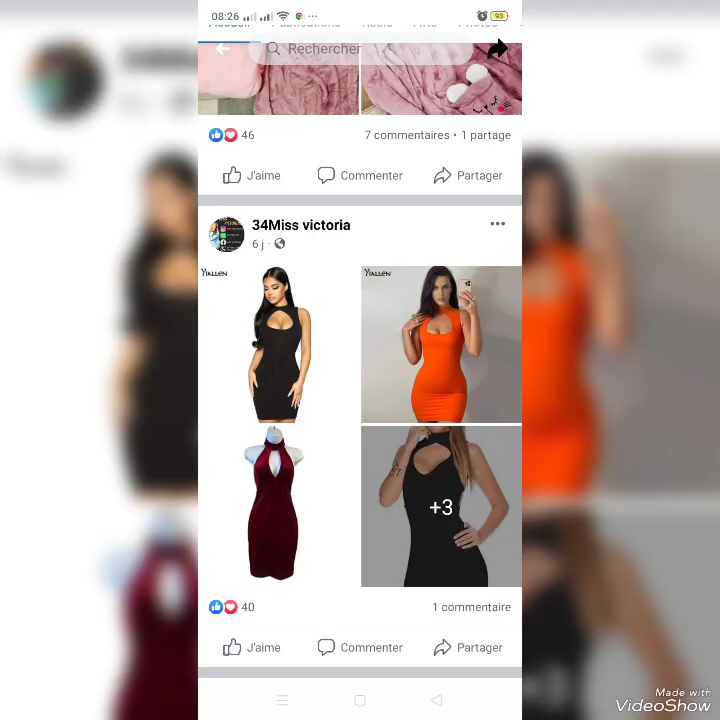 08:26
93
Rechercher
46
7 commentaires • 1 partage
J'aime
Commenter
Partager
34Miss victoria
6 j
YIALLEN
YIALLEN
+3
40
1 commentaire
J'aime
Commenter
Partager
Made with
VideoShow